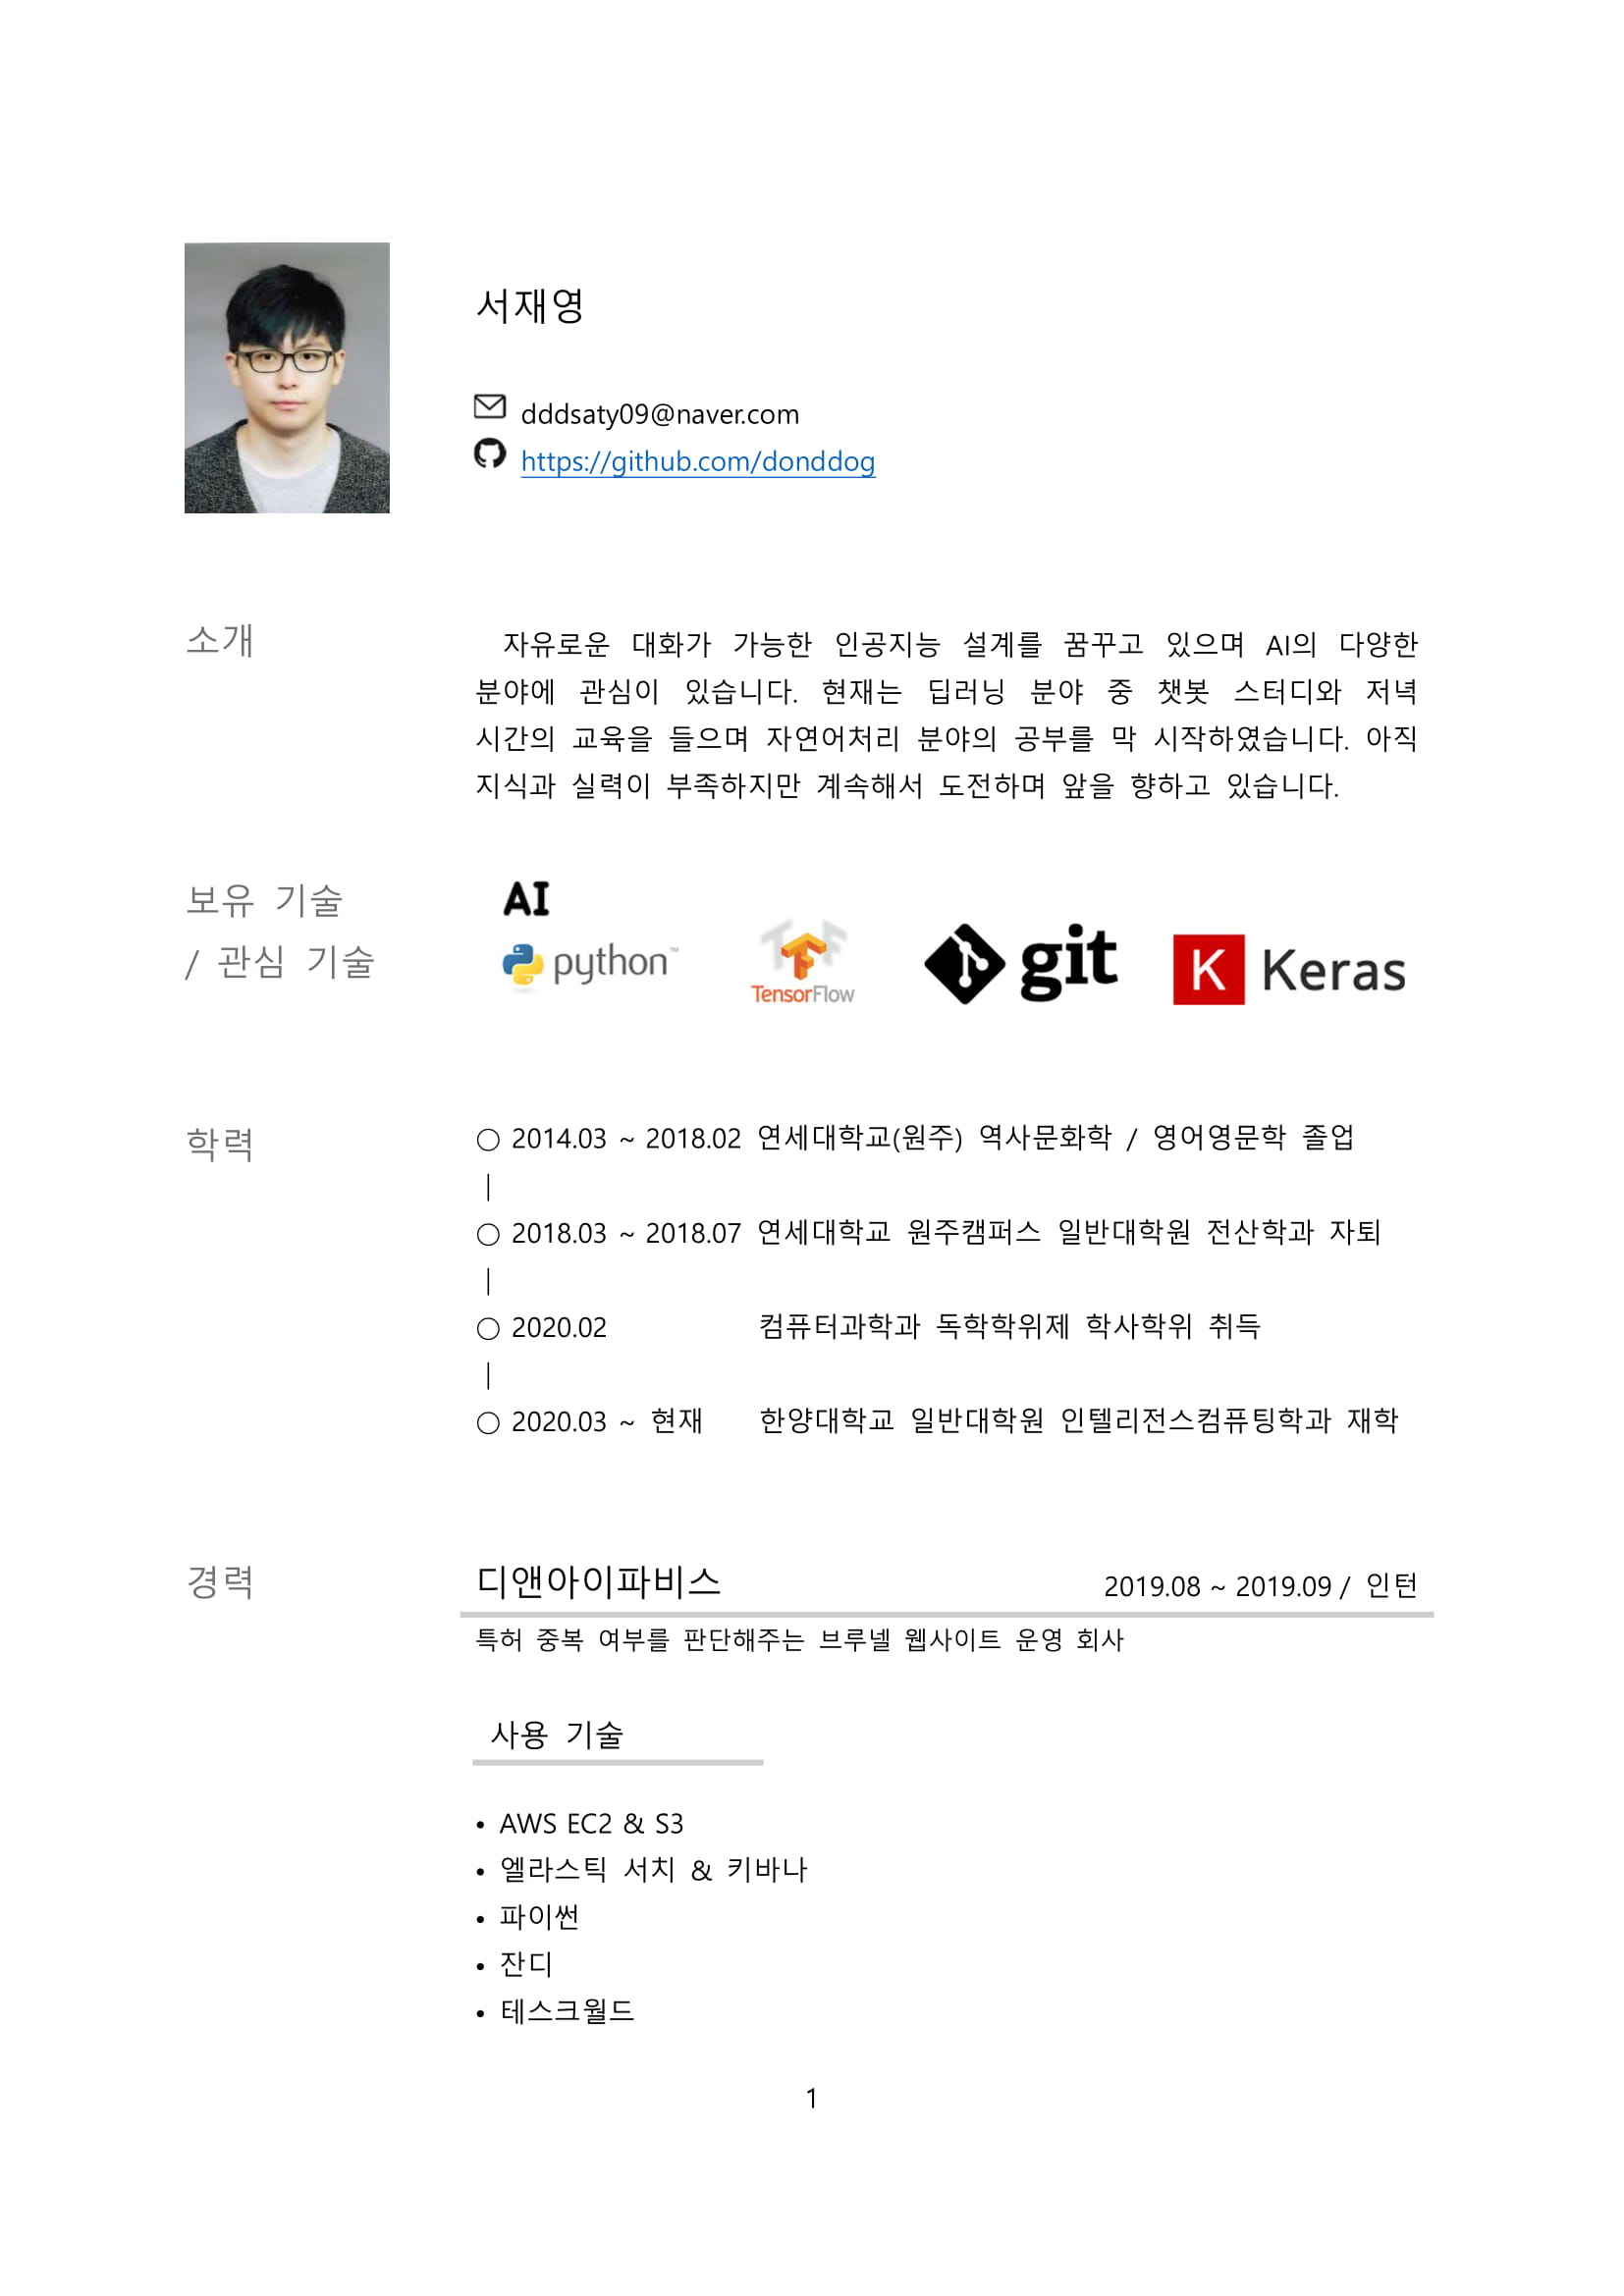 서재영
dddsaty09@naver.com
https://github.com/donddog
소개
자유로운 대화가 가능한 인공지능 설계를 꿈꾸고 있으며 AI의 다양한
분야에 관심이 있습니다. 현재는 딥러닝 분야 중 챗봇 스터디와 저녁
시간의 교육을 들으며 자연어처리 분야의 공부를 막 시작하였습니다. 아직
지식과 실력이 부족하지만 계속해서 도전하며 앞을 향하고 있습니다.
보유 기술
/ 관심 기술
AI
python™
TensorFlow
git
K Keras
학력
○ 2014.03 ~ 2018.02 연세대학교(원주) 역사문화학 / 영어영문학 졸업
|
○ 2018.03 ~ 2018.07 연세대학교 원주캠퍼스 일반대학원 전산학과 자퇴
|
○ 2020.02 컴퓨터과학과 독학학위제 학사학위 취득
|
○ 2020.03 ~ 현재 한양대학교 일반대학원 인텔리전스컴퓨팅학과 재학
경력
디앤아이파비스 2019.08 ~ 2019.09 / 인턴
특허 중복 여부를 판단해주는 브루넬 웹사이트 운영 회사
사용 기술
• AWS EC2 & S3
• 엘라스틱 서치 & 키바나
• 파이썬
• 잔디
• 테스크월드
1